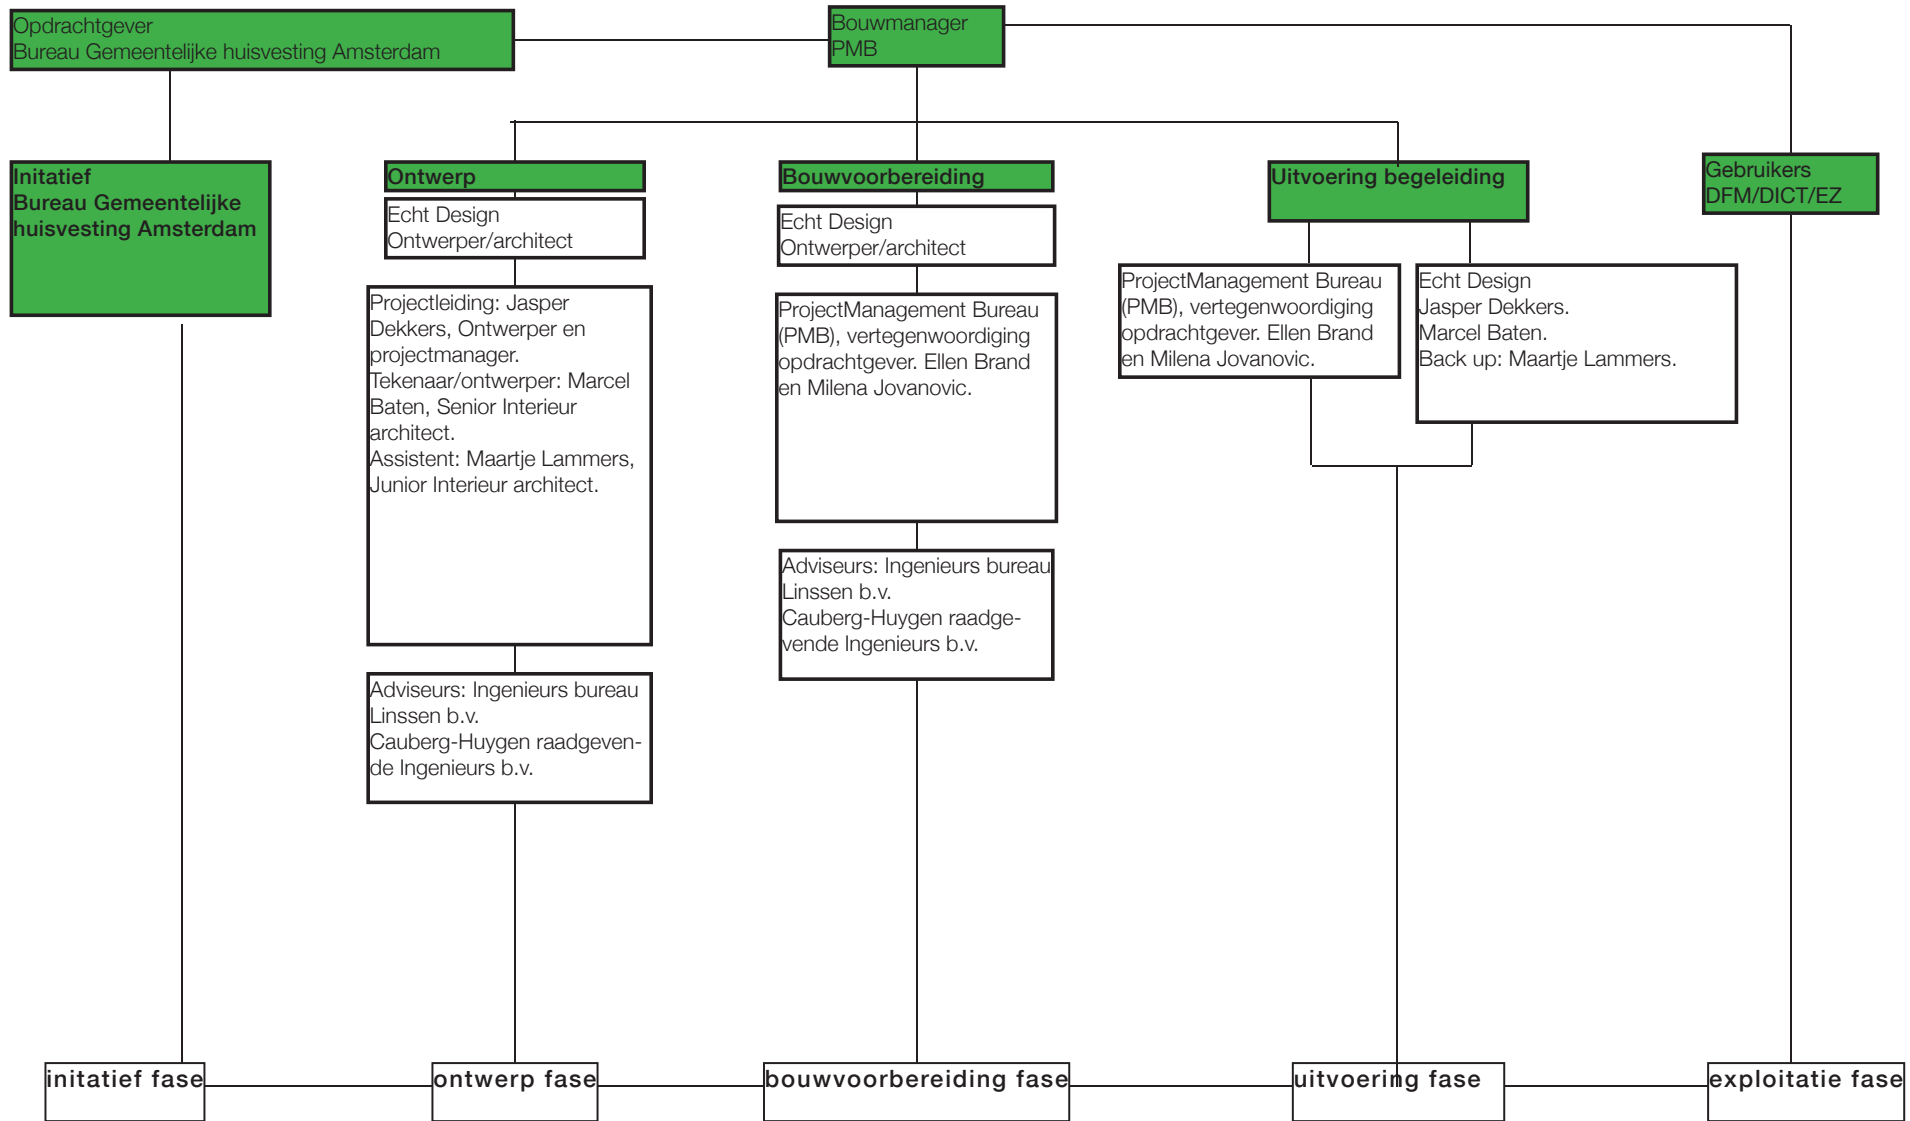 Opdrachtgever
Bureau Gemeentelijke huisvesting Amsterdam
Bouwmanager
PMB
Initatief
Bureau Gemeentelijke
huisvesting Amsterdam
Ontwerp
Echt Design
Ontwerper/architect
Projectleiding: Jasper
Dekkers, Ontwerper en
projectmanager.
Tekenaar/ontwerper: Marcel
Baten, Senior Interieur
architect.
Assistent: Maartje Lammers,
Junior Interieur architect.
Adviseurs: Ingenieurs bureau
Linssen b.v.
Cauberg-Huygen raadgeven-
de Ingenieurs b.v.
Bouwvoorbereiding
Echt Design
Ontwerper/architect
ProjectManagement Bureau
(PMB), vertegenwoordiging
opdrachtgever. Ellen Brand
en Milena Jovanovic.
Adviseurs: Ingenieurs bureau
Linssen b.v.
Cauberg-Huygen raadge-
vende Ingenieurs b.v.
Uitvoering begeleiding
ProjectManagement Bureau
(PMB), vertegenwoordiging
opdrachtgever. Ellen Brand
en Milena Jovanovic.
Echt Design
Jasper Dekkers.
Marcel Baten.
Back up: Maartje Lammers.
Gebruikers
DFM/DICT/EZ
initatief fase
ontwerp fase
bouwvoorbereiding fase
uitvoering fase
exploitatie fase